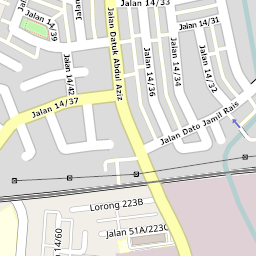 Jalan 14/33
Jalan 14/31
Jalan 14/39
Jalan Datuk Abdul Aziz
Jalan 14/34
Jalan 14/32
Jalan 14/36
Jalan 14/42
Jalan 14/37
Jalan Dato Jamil Rais
Lorong 223B
14/60
Jalan 51A/223C